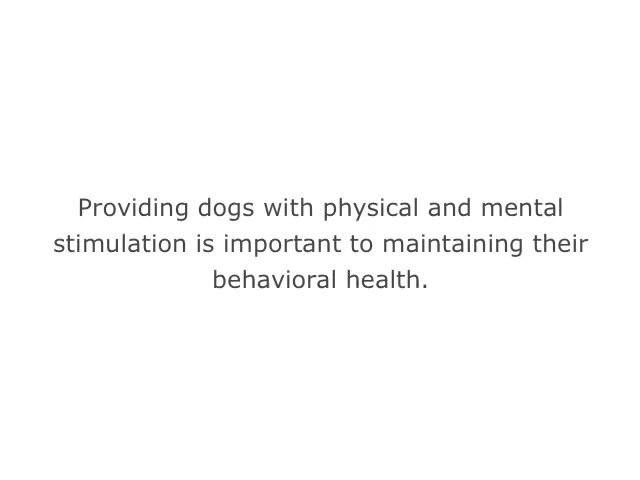 Providing dogs with physical and mental
stimulation is important to maintaining their
behavioral health.